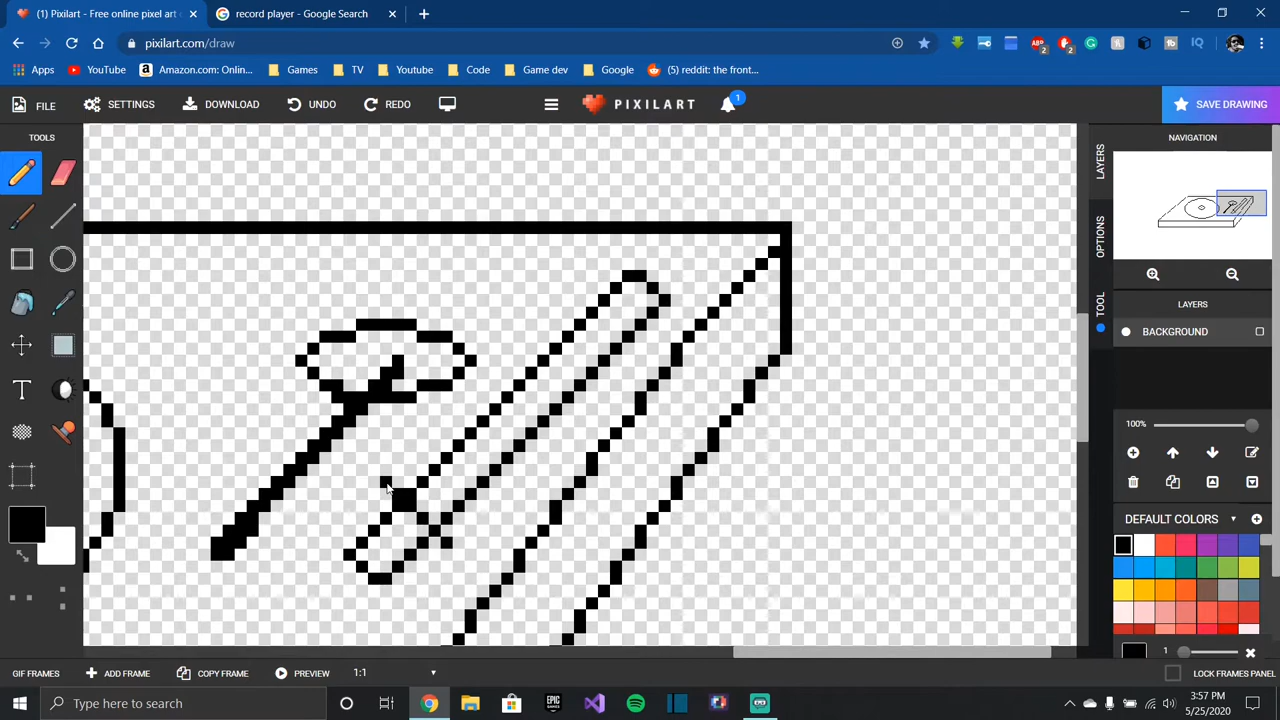 (1) Pixilart - Free online pixel art
record player - Google Search
pixilart.com/draw
Apps
YouTube
Amazon.com: Onlin...
Games
TV
Youtube
Code
Game dev
Google
(5) reddit: the front...
FILE
SETTINGS
DOWNLOAD
UNDO
REDO
PIXILART
1
SAVE DRAWING
TOOLS
NAVIGATION
LAYERS
OPTIONS
TOOL
LAYERS
BACKGROUND
100%
DEFAULT COLORS
1
GIF FRAMES
ADD FRAME
COPY FRAME
PREVIEW
1:1
LOCK FRAMES PANEL
Type here to search
3:57 PM
5/25/2020